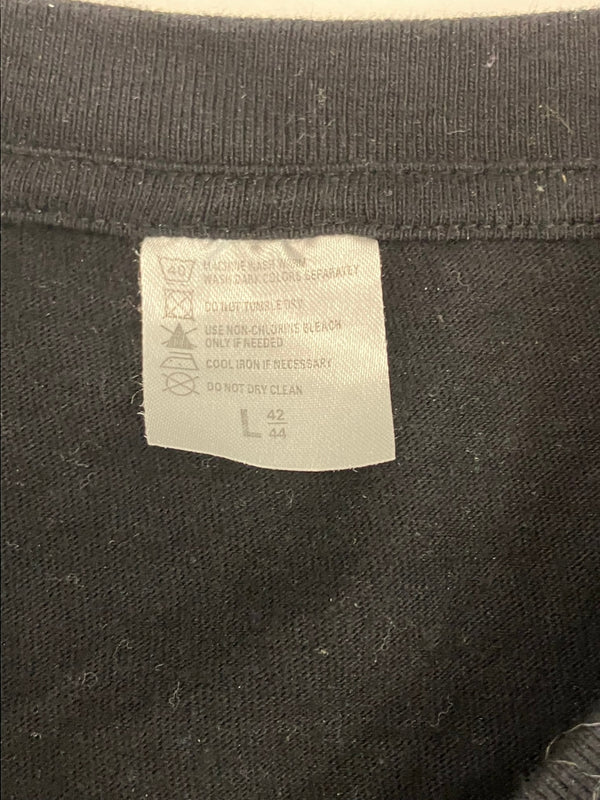 40
MACHINE WASH WARM
WASH DARK COLORS SEPARATEY
DO NOT TUMBLE DRY
USE NON-CHLORINE BLEACH
ONLY IF NEEDED
COOL IRON IF NECESSARY
DO NOT DRY CLEAN
L 42/44